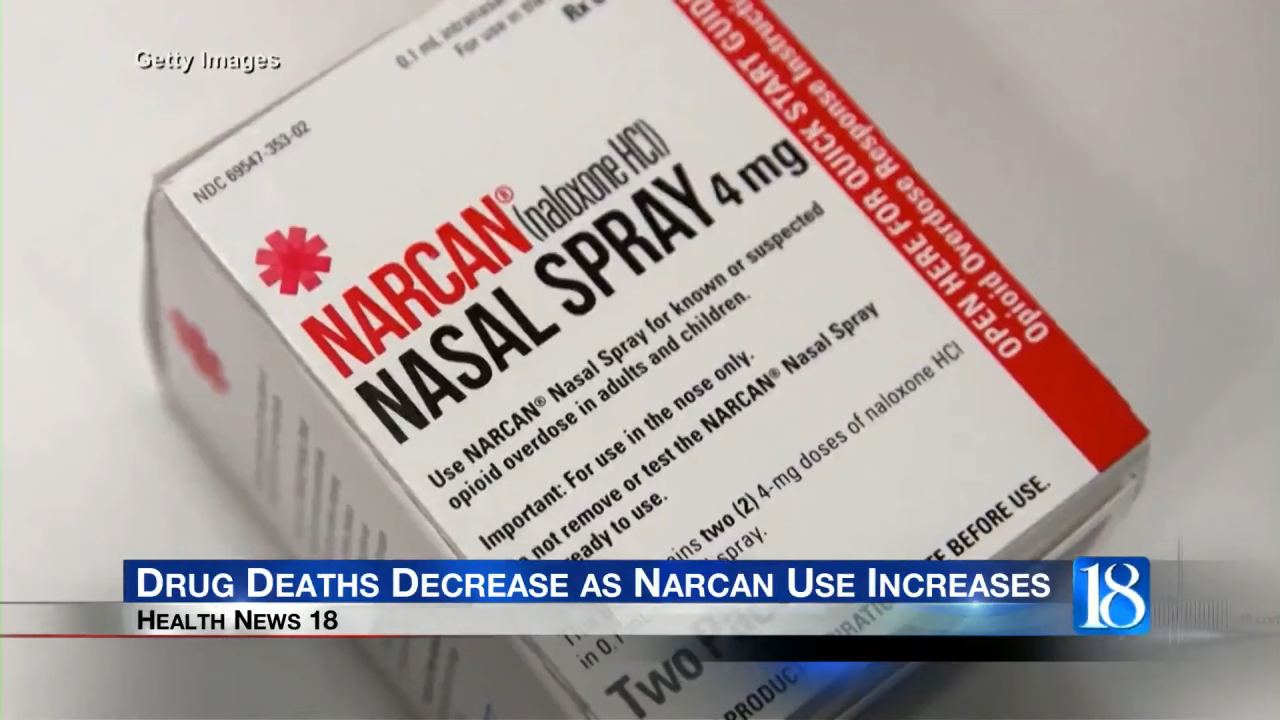 Getty Images
0.1 mL intranasal
For use in the
Rx
NDC 69547-353-02
NARCAN® (naloxone HCl)
NASAL SPRAY 4 mg
Use NARCAN® Nasal Spray for known or suspected
opioid overdose in adults and children.
Important: For use in the nose only.
not remove or test the NARCAN® Nasal Spray
ready to use.
two (2) 4-mg doses of naloxone HCl
spray.
in 0.1 mL
BEFORE USE.
Two
OPEN HERE FOR QUICK START
Opioid Overdose Response
DRUG DEATHS DECREASE AS NARCAN USE INCREASES
HEALTH NEWS 18
18